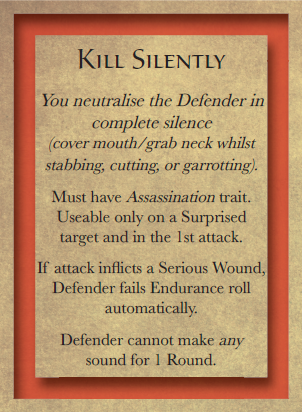 Kill Silently
You neutralise the Defender in
complete silence
(cover mouth/grab neck whilst
stabbing, cutting, or garrotting).
Must have Assassination trait.
Useable only on a Surprised
target and in the 1st attack.
If attack inflicts a Serious Wound,
Defender fails Endurance roll
automatically.
Defender cannot make any
sound for 1 Round.